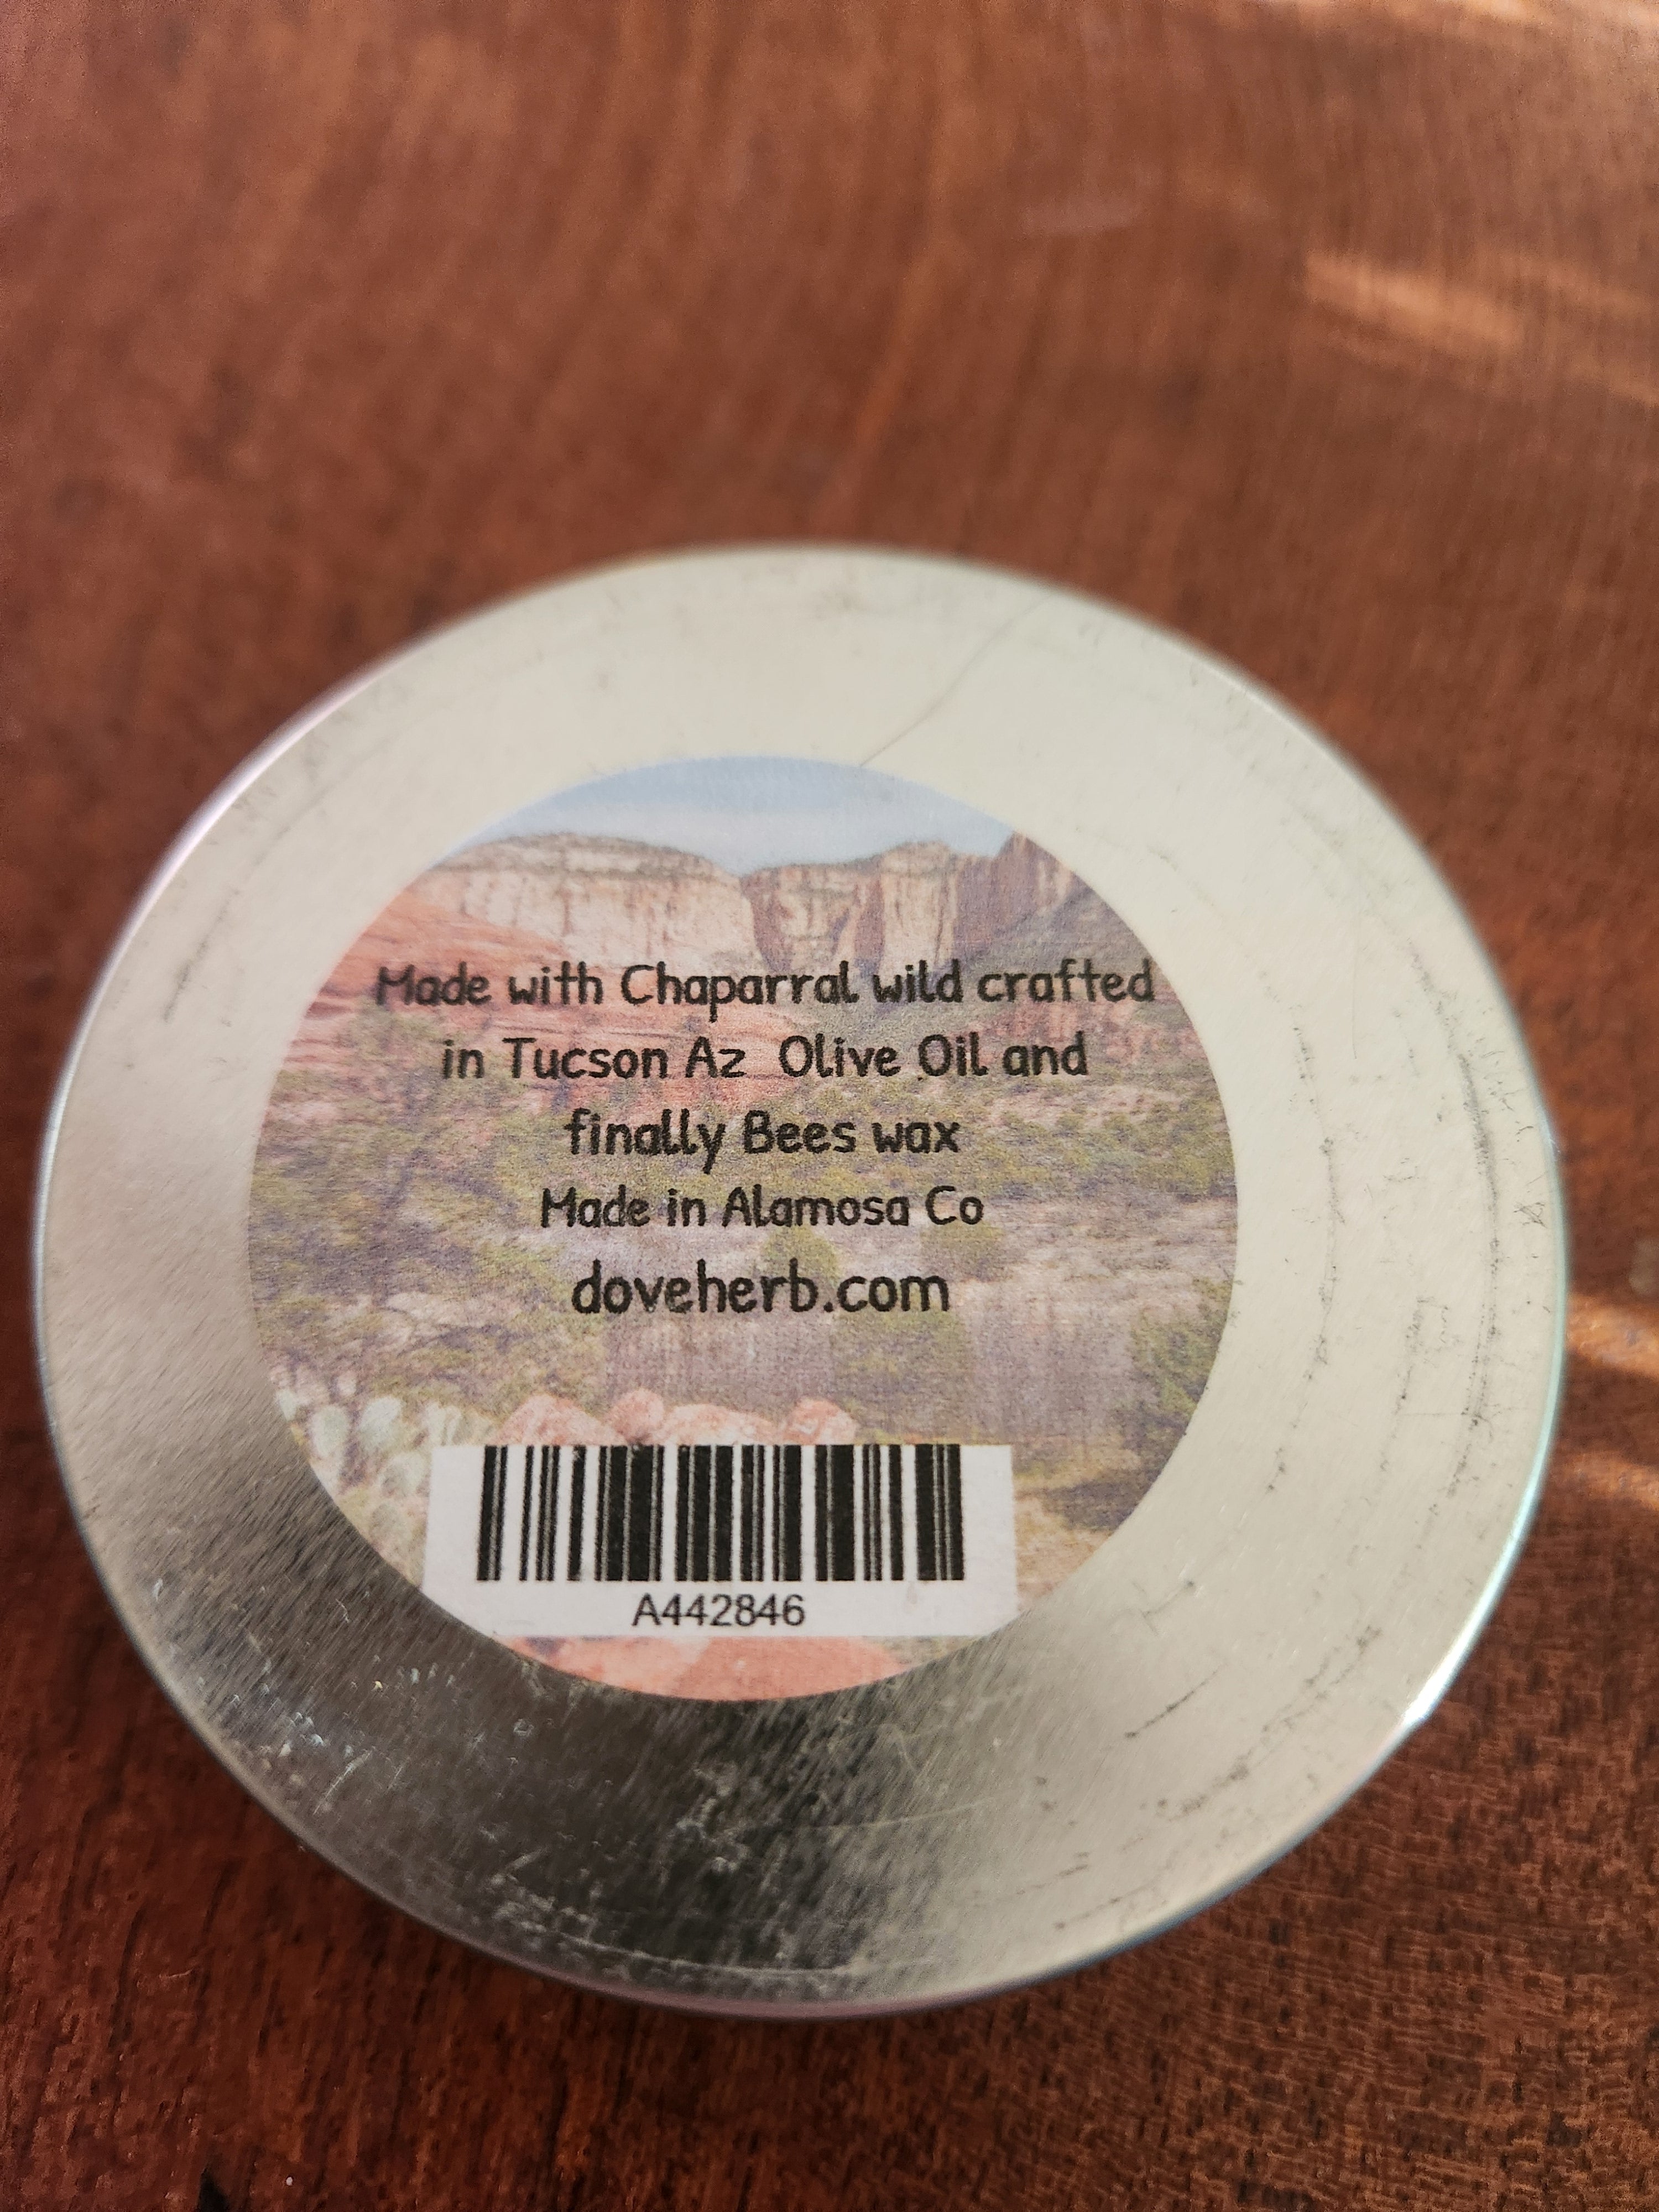 Made with Chaparral wild crafted
in Tucson Az  Olive Oil and
finally Bees wax
Made in Alamosa Co
doveherb.com
A442846